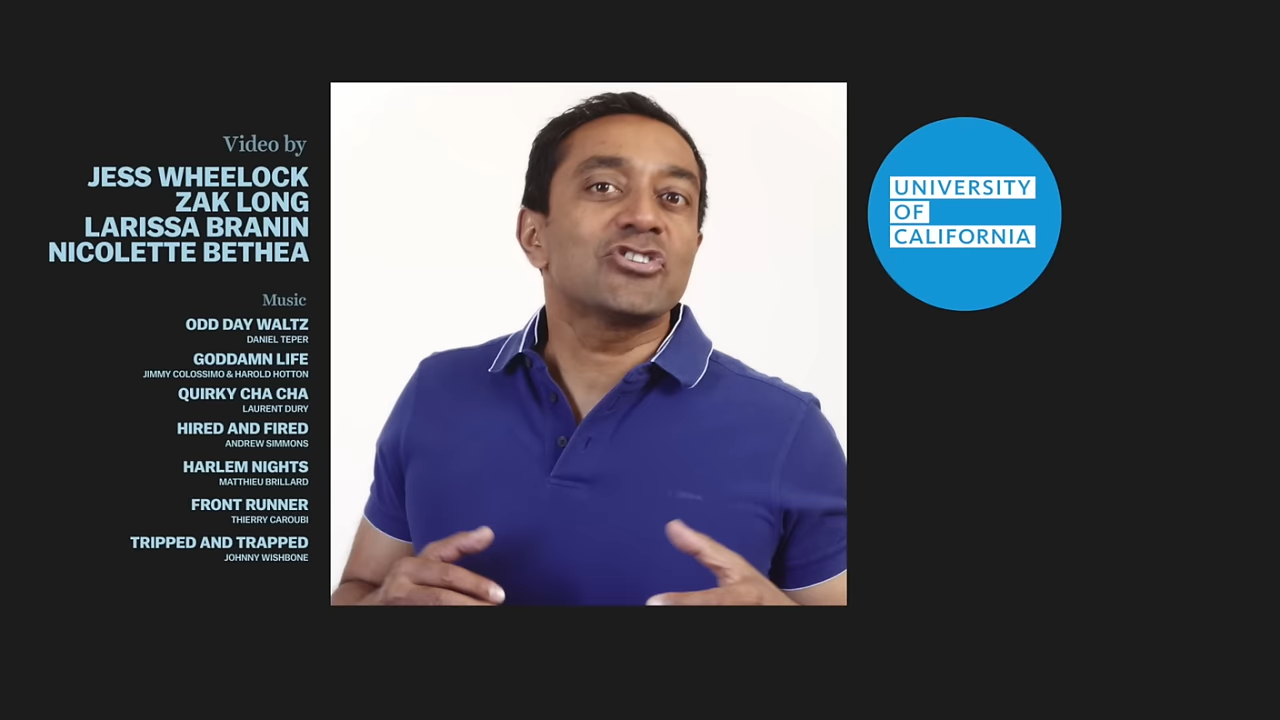 Video by
JESS WHEELOCK
ZAK LONG
LARISSA BRANIN
NICOLETTE BETHEA
Music
ODD DAY WALTZ
DANIEL TEPER
GODDAMN LIFE
JIMMY COLOSSIMO & HAROLD HOTTON
QUIRKY CHA CHA
LAURENT DURY
HIRED AND FIRED
ANDREW SIMMONS
HARLEM NIGHTS
MATTHIEU BRILLARD
FRONT RUNNER
THIERRY CAROUBI
TRIPPED AND TRAPPED
JOHNNY WISHBONE
UNIVERSITY
OF
CALIFORNIA